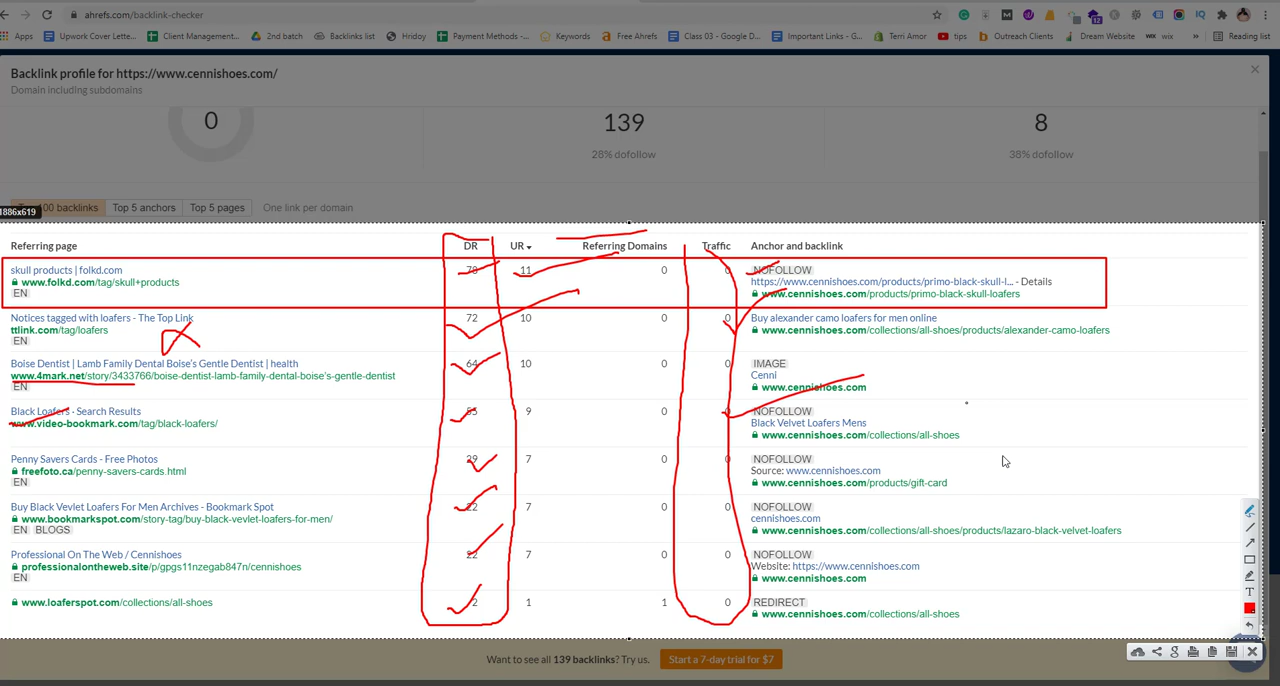 ahrefs.com/backlink-checker
Apps Upwork Cover Lette... Client Management... 2nd batch Backlinks list Hridoy Payment Methods -... Keywords Free Ahrefs Class 03 - Google D... Important Links - G... Terri Amor tips Outreach Clients Dream Website wix wix » Reading list
12
Backlink profile for https://www.cennishoes.com/
Domain including subdomains
0 139 8
28% dofollow 38% dofollow
1886x619
100 backlinks Top 5 anchors Top 5 pages One link per domain
Referring page DR UR Referring Domains Traffic Anchor and backlink
skull products | folkd.com 78 11 0 0 NOFOLLOW
www.folkd.com/tag/skull+products https://www.cennishoes.com/products/primo-black-skull-l... - Details
EN www.cennishoes.com/products/primo-black-skull-loafers
Notices tagged with loafers - The Top Link 72 10 0 0 Buy alexander camo loafers for men online
ttlink.com/tag/loafers www.cennishoes.com/collections/all-shoes/products/alexander-camo-loafers
EN
Boise Dentist | Lamb Family Dental Boise's Gentle Dentist | health 64 10 0 0 IMAGE
www.4mark.net/story/3433766/boise-dentist-lamb-family-dental-boise's-gentle-dentist Cenni
EN www.cennishoes.com
Black Loafers - Search Results 55 9 0 0 NOFOLLOW
www.video-bookmark.com/tag/black-loafers/ Black Velvet Loafers Mens
www.cennishoes.com/collections/all-shoes
Penny Savers Cards - Free Photos 29 7 0 0 NOFOLLOW
freefoto.ca/penny-savers-cards.html Source: www.cennishoes.com
EN www.cennishoes.com/products/gift-card
Buy Black Vevlet Loafers For Men Archives - Bookmark Spot 22 7 0 0 NOFOLLOW
www.bookmarkspot.com/story-tag/buy-black-vevlet-loafers-for-men/ cennishoes.com
EN BLOGS www.cennishoes.com/collections/all-shoes/products/lazaro-black-velvet-loafers
Professional On The Web / Cennishoes 22 7 0 0 NOFOLLOW
professionalontheweb.site/p/gpgs11nzegab847n/cennishoes Website: https://www.cennishoes.com
EN www.cennishoes.com
www.loaferspot.com/collections/all-shoes 2 1 1 0 REDIRECT
www.cennishoes.com/collections/all-shoes
Want to see all 139 backlinks? Try us. Start a 7-day trial for $7